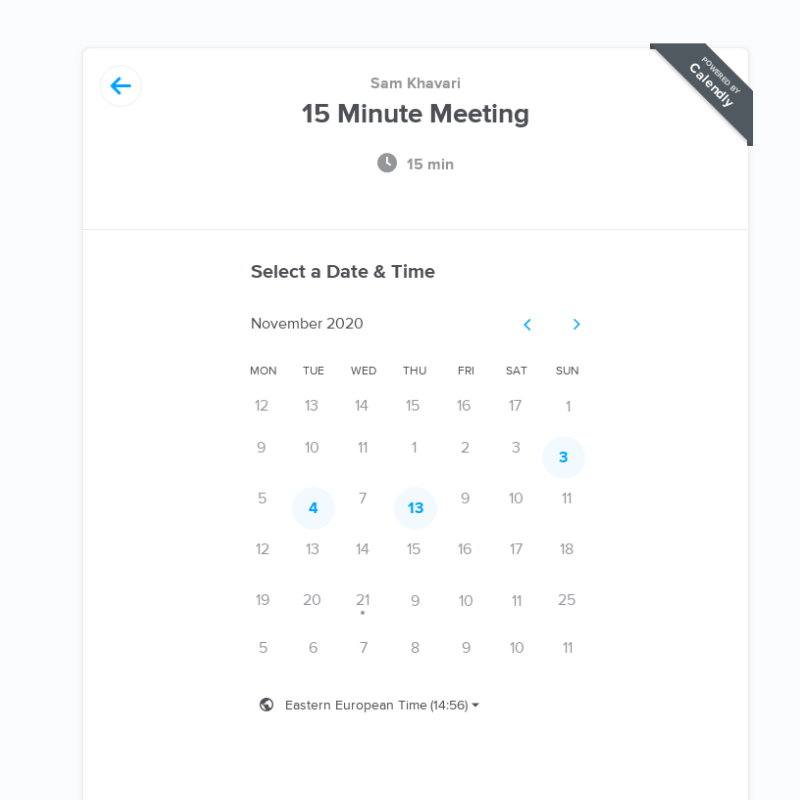 POWERED BY
Calendly
Sam Khavari
15 Minute Meeting
15 min
Select a Date & Time
November 2020
MON TUE WED THU FRI SAT SUN
12 13 14 15 16 17 1
9 10 11 1 2 3 3
5 4 7 13 9 10 11
12 13 14 15 16 17 18
19 20 21 9 10 11 25
5 6 7 8 9 10 11
Eastern European Time (14:56)